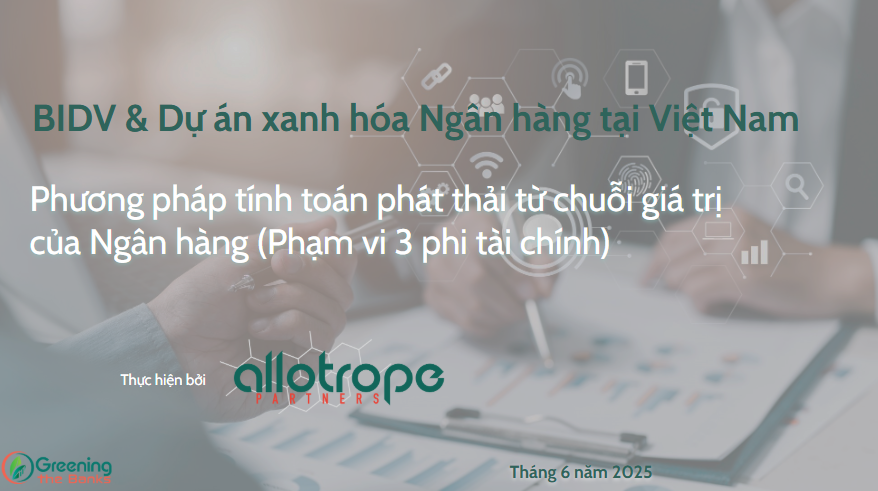 BIDV & Dự án xanh hóa Ngân hàng tại Việt Nam
Phương pháp tính toán phát thải từ chuỗi giá trị
của Ngân hàng (Phạm vi 3 phi tài chính)
Thực hiện bởi
allotrope
PARTNERS
Greening
The Banks
Tháng 6 năm 2025